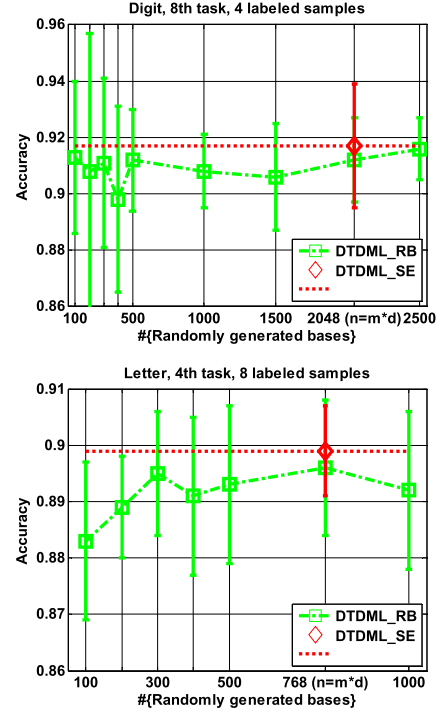 Digit, 8th task, 4 labeled samples
0.96
0.94
0.92
0.9
0.88
0.86
Accuracy
DTDML_RB
DTDML_SE
100 500 1000 1500 2048 (n=m*d) 2500
#{Randomly generated bases}
Letter, 4th task, 8 labeled samples
0.91
0.9
0.89
0.88
0.87
0.86
Accuracy
DTDML_RB
DTDML_SE
100 300 500 768 (n=m*d) 1000
#{Randomly generated bases}